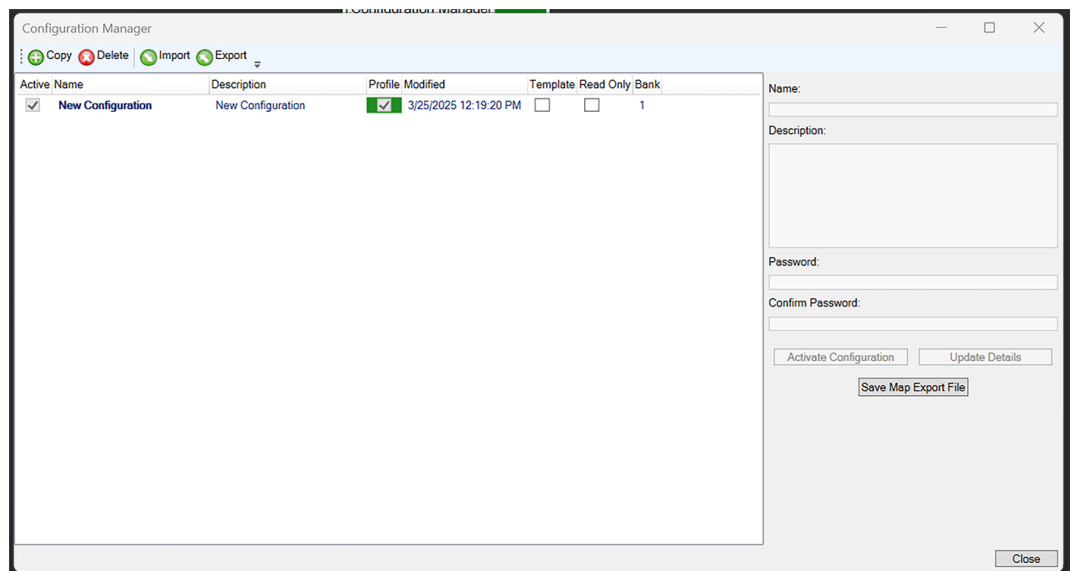 Configuration Manager
Configuration Manager
Copy Delete Import Export
Active Name Description Profile Modified Template Read Only Bank
New Configuration New Configuration 3/25/2025 12:19:20 PM 1
Name:
Description:
Password:
Confirm Password:
Activate Configuration Update Details
Save Map Export File
Close